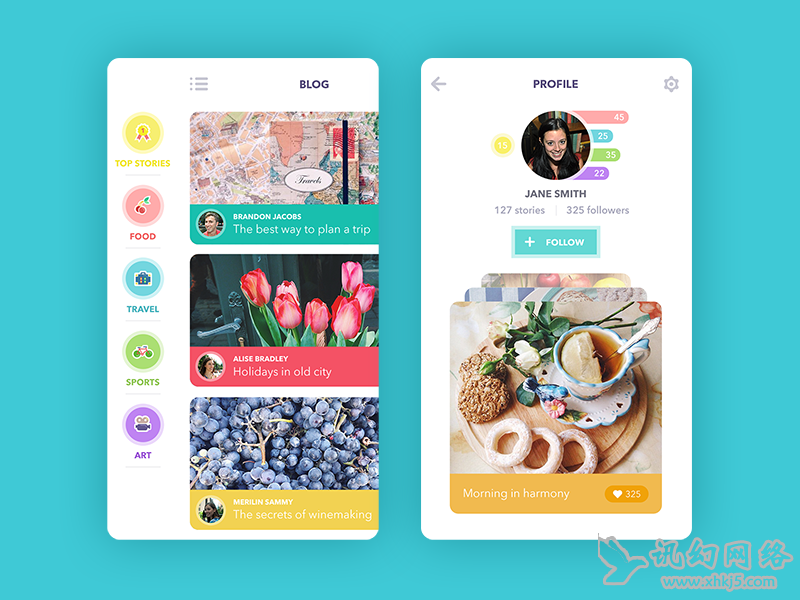 BLOG
TOP STORIES
FOOD
TRAVEL
SPORTS
ART
Travels
BRANDON JACOBS
The best way to plan a trip
ALISE BRADLEY
Holidays in old city
MERILIN SAMMY
The secrets of winemaking
PROFILE
1
15
45
25
35
22
JANE SMITH
127 stories
325 followers
+ FOLLOW
Morning in harmony
325
讯幻网络
www.xhkj5.com